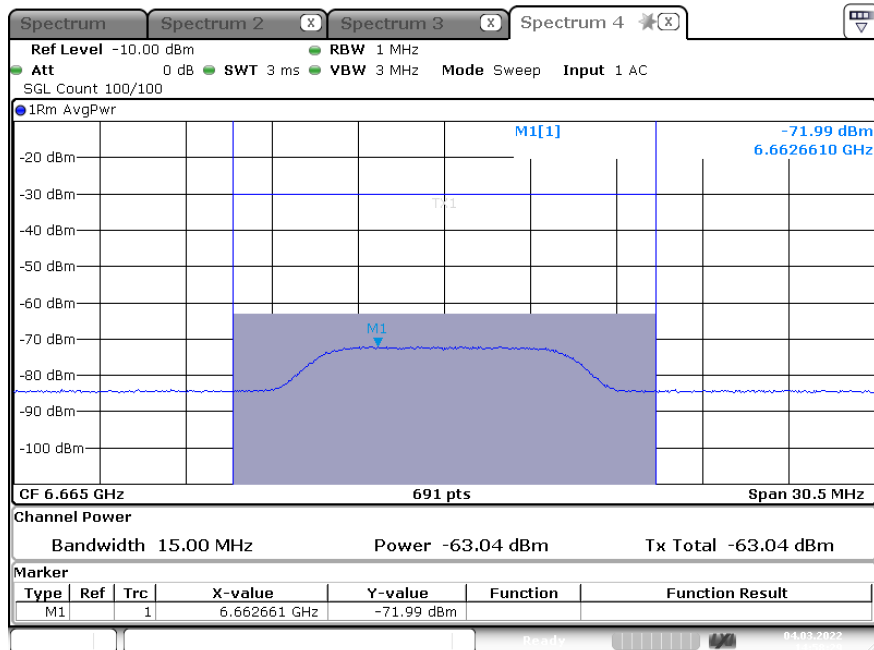 Spectrum Spectrum 2 X Spectrum 3 X Spectrum 4 X
Ref Level -10.00 dBm RBW 1 MHz
Att 0 dB SWT 3 ms VBW 3 MHz Mode Sweep Input 1 AC
SGL Count 100/100
1Rm AvgPwr
M1[1] -71.99 dBm
6.6626610 GHz
-20 dBm
-30 dBm
Tx1
-40 dBm
-50 dBm
-60 dBm
M1
-70 dBm
-80 dBm
-90 dBm
-100 dBm
CF 6.665 GHz 691 pts Span 30.5 MHz
Channel Power
Bandwidth 15.00 MHz Power -63.04 dBm Tx Total -63.04 dBm
Marker
Type Ref Trc X-value Y-value Function Function Result
M1 1 6.662661 GHz -71.99 dBm
Ready 04.03.2022